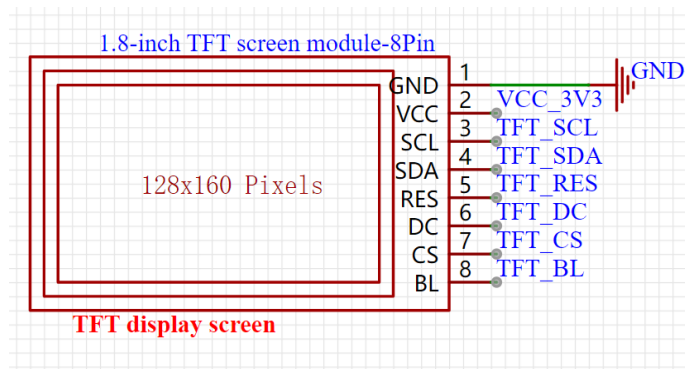 1.8-inch TFT screen module-8Pin
GND 1 GND
VCC 2 VCC_3V3
SCL 3 TFT_SCL
SDA 4 TFT_SDA
RES 5 TFT_RES
DC 6 TFT_DC
CS 7 TFT_CS
BL 8 TFT_BL
128x160 Pixels
TFT display screen